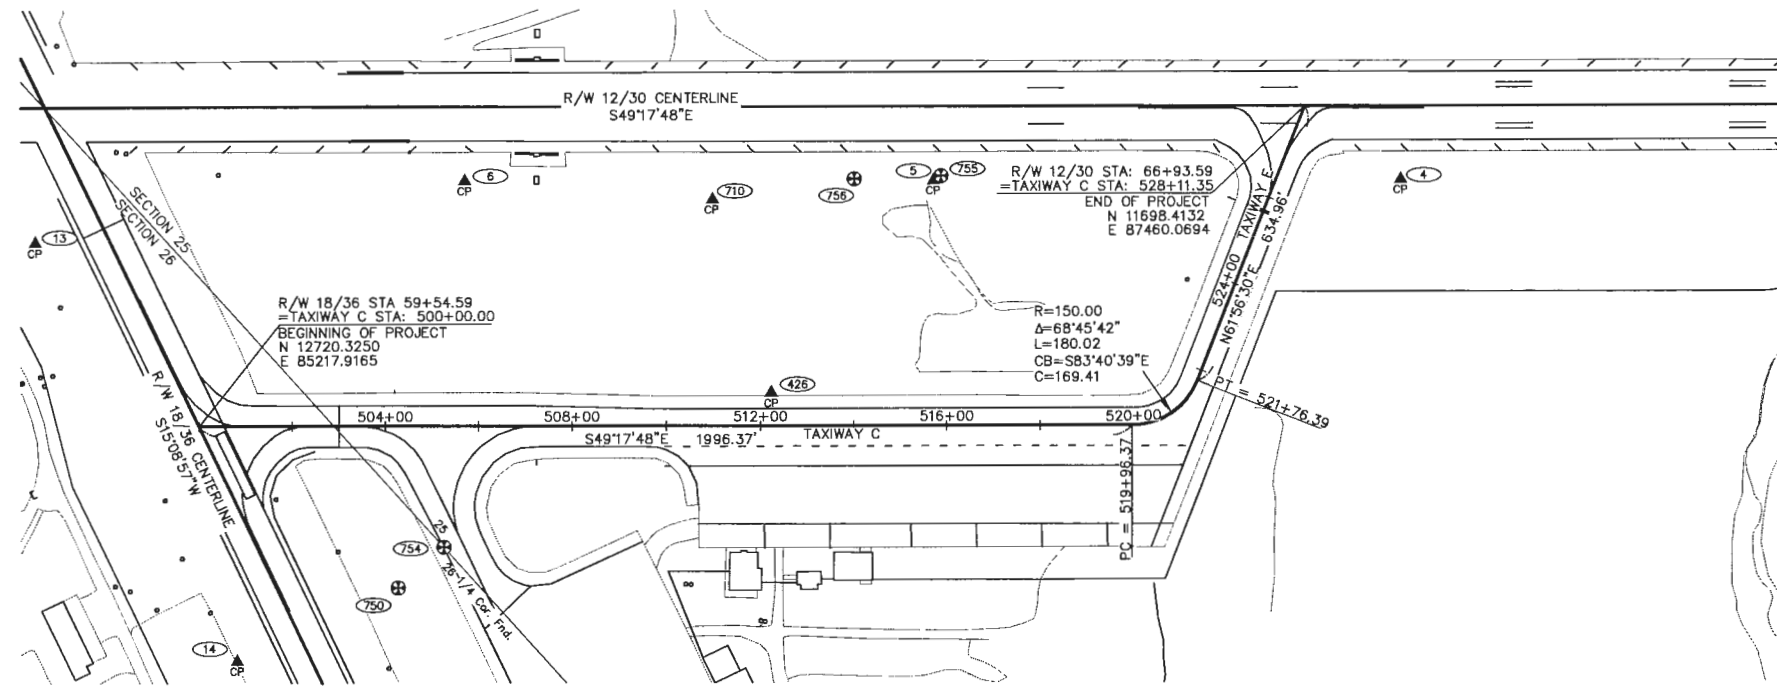 R/W 12/30 CENTERLINE
S49°17'48"E
6
CP
710
CP
756
5
CP
755
R/W 12/30 STA: 66+93.59
=TAXIWAY C STA: 528+11.35
END OF PROJECT
N 11698.4132
E 87460.0694
4
CP
13
CP
SECTION 25
SECTION 26
R/W 18/36 STA 59+54.59
=TAXIWAY C STA: 500+00.00
BEGINNING OF PROJECT
N 12720.3250
E 85217.9165
R=150.00
Δ=68°45'42"
L=180.02
CB=S83°40'39"E
C=169.41
TAXIWAY E
524+00
634.96'
N61°56'30"E
PT = 521+76.39
426
CP
504+00
508+00
512+00
516+00
520+00
S49°17'48"E 1996.37'
TAXIWAY C
PC = 519+96.37
R/W 18/36 CENTERLINE
S15°08'57"W
754
25
26-1/4 Cor. Fnd.
750
14
CP